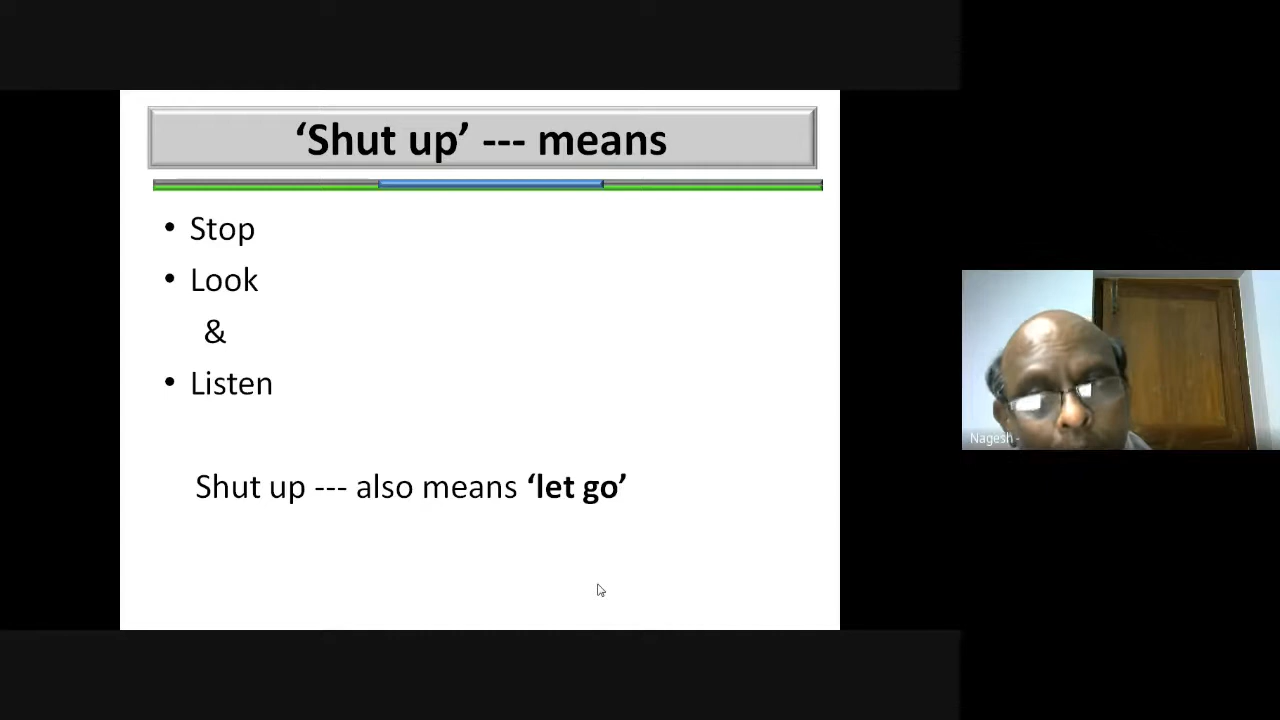 ‘Shut up’ --- means
• Stop
• Look
&
• Listen
Shut up --- also means ‘let go’
Nagesh -